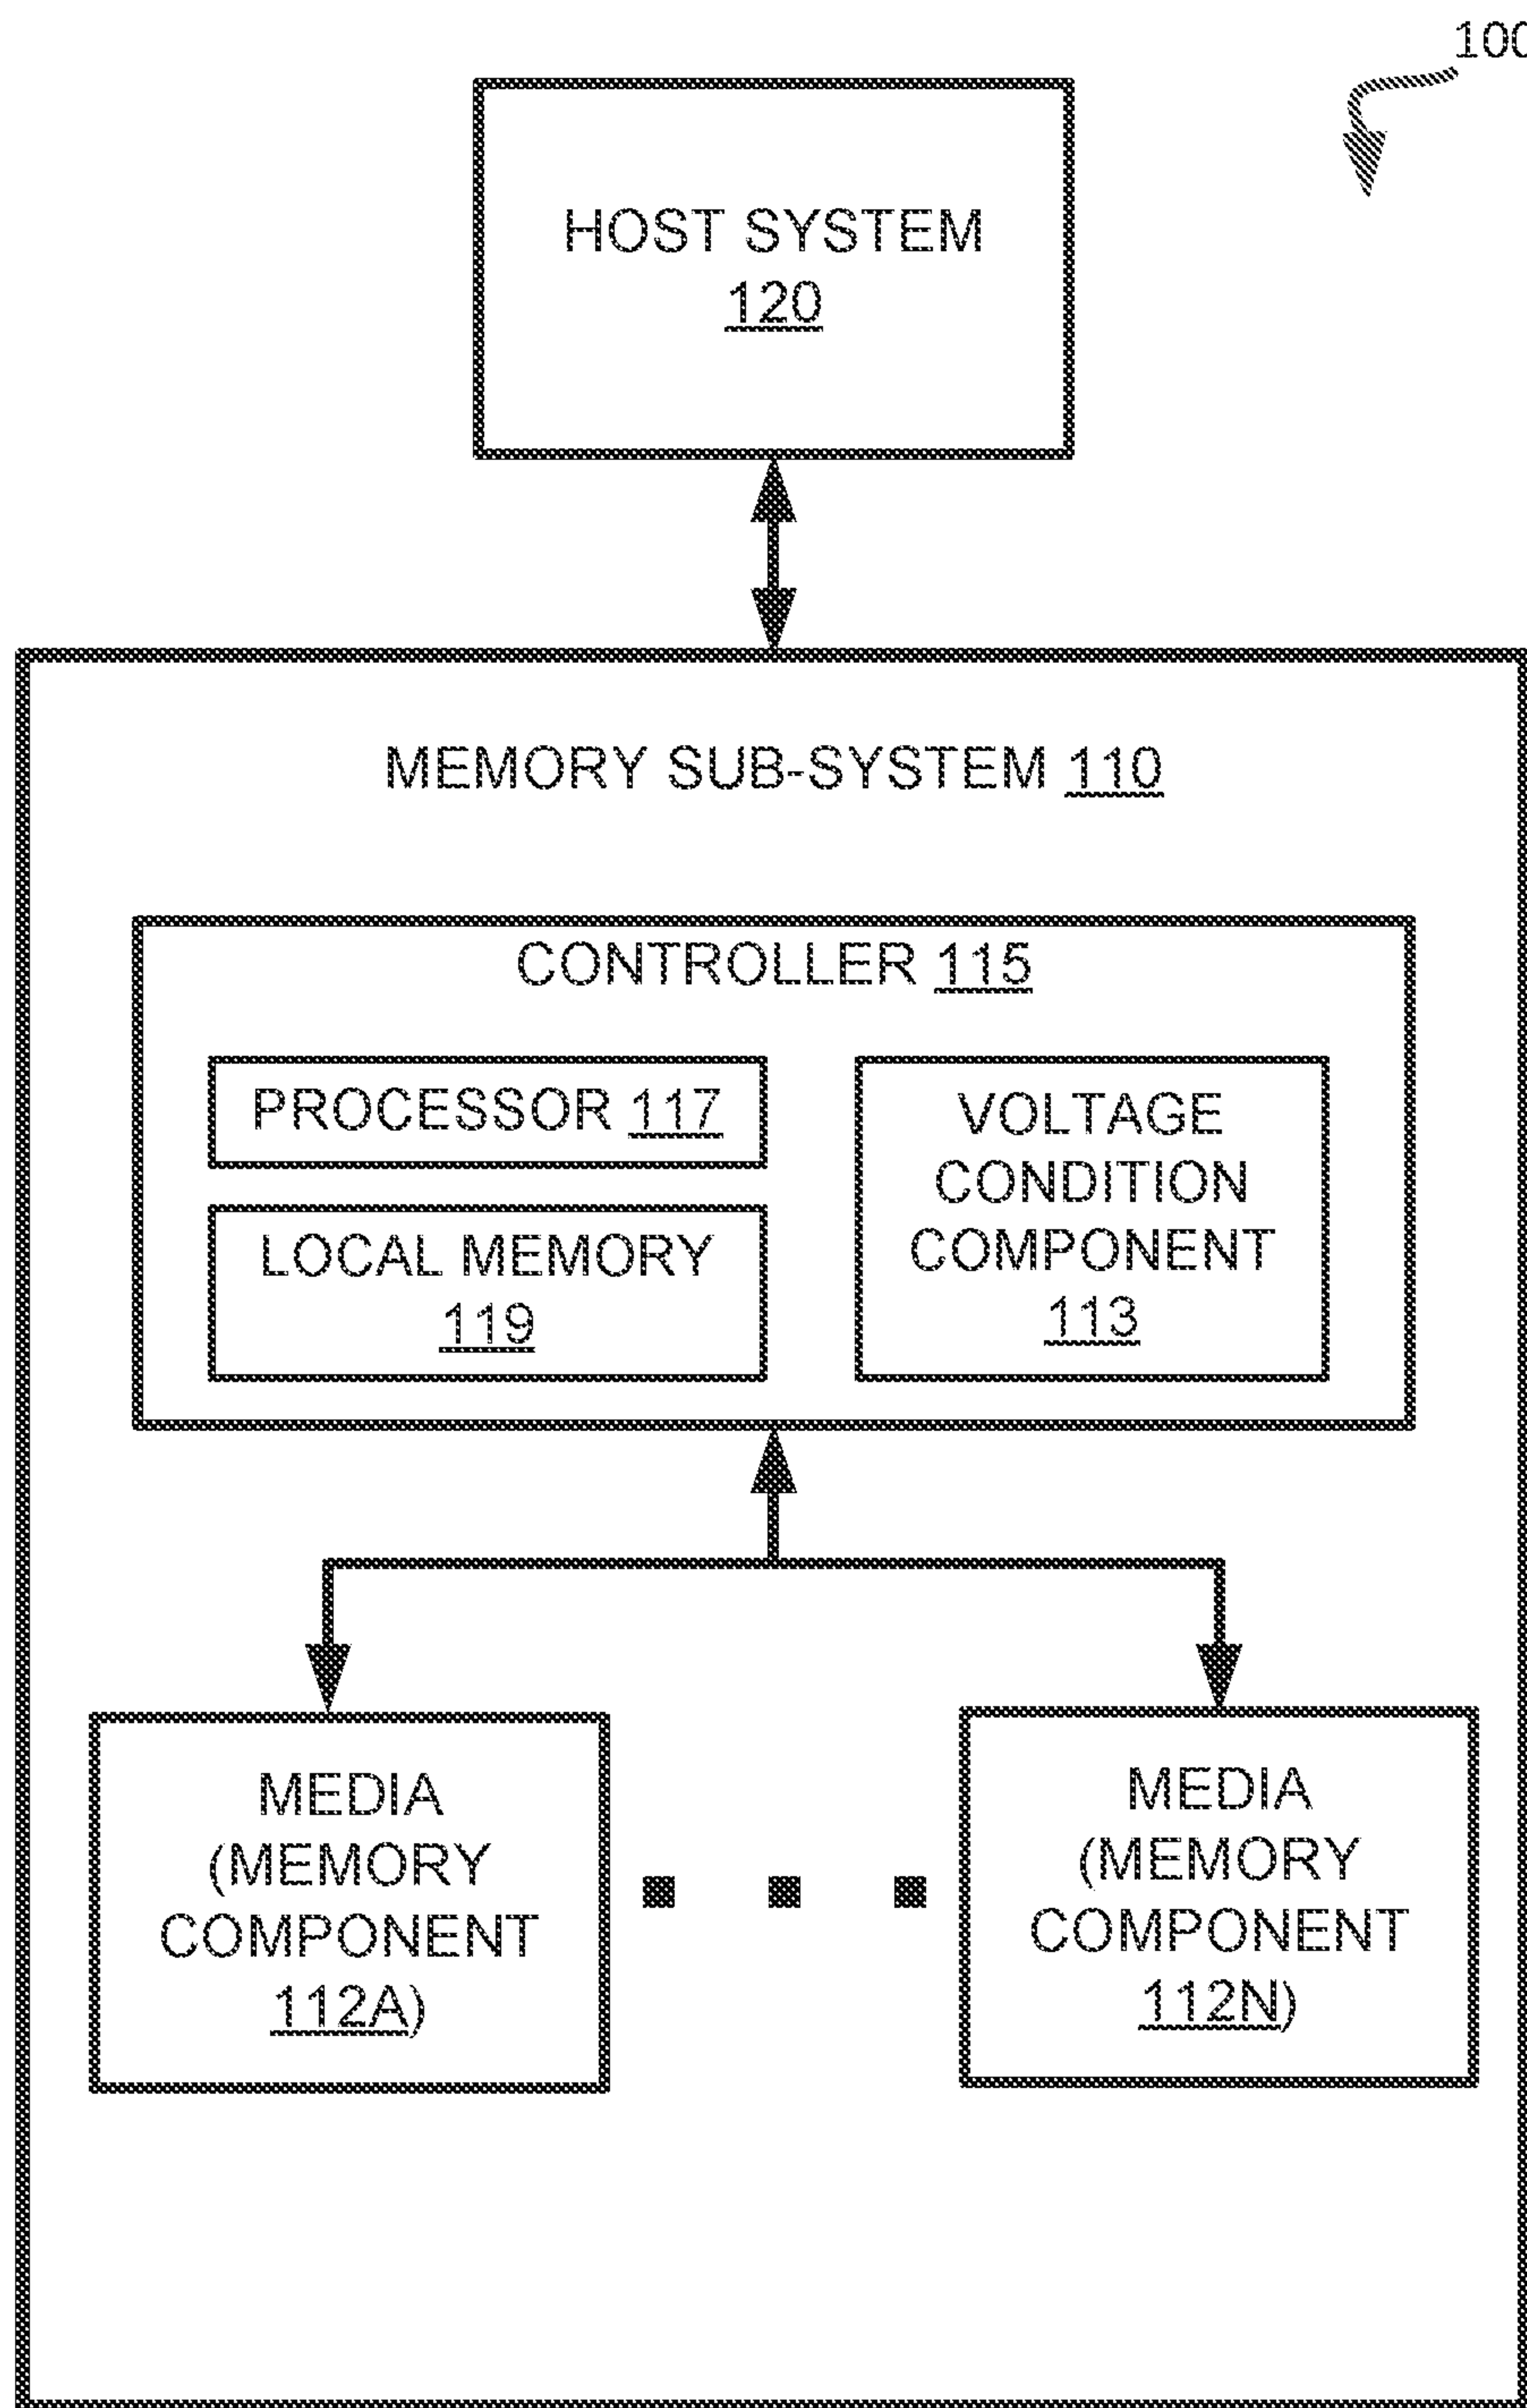 100
HOST SYSTEM
120
MEMORY SUB-SYSTEM 110
CONTROLLER 115
PROCESSOR 117
LOCAL MEMORY
119
VOLTAGE
CONDITION
COMPONENT
113
MEDIA
(MEMORY
COMPONENT
112A)
MEDIA
(MEMORY
COMPONENT
112N)